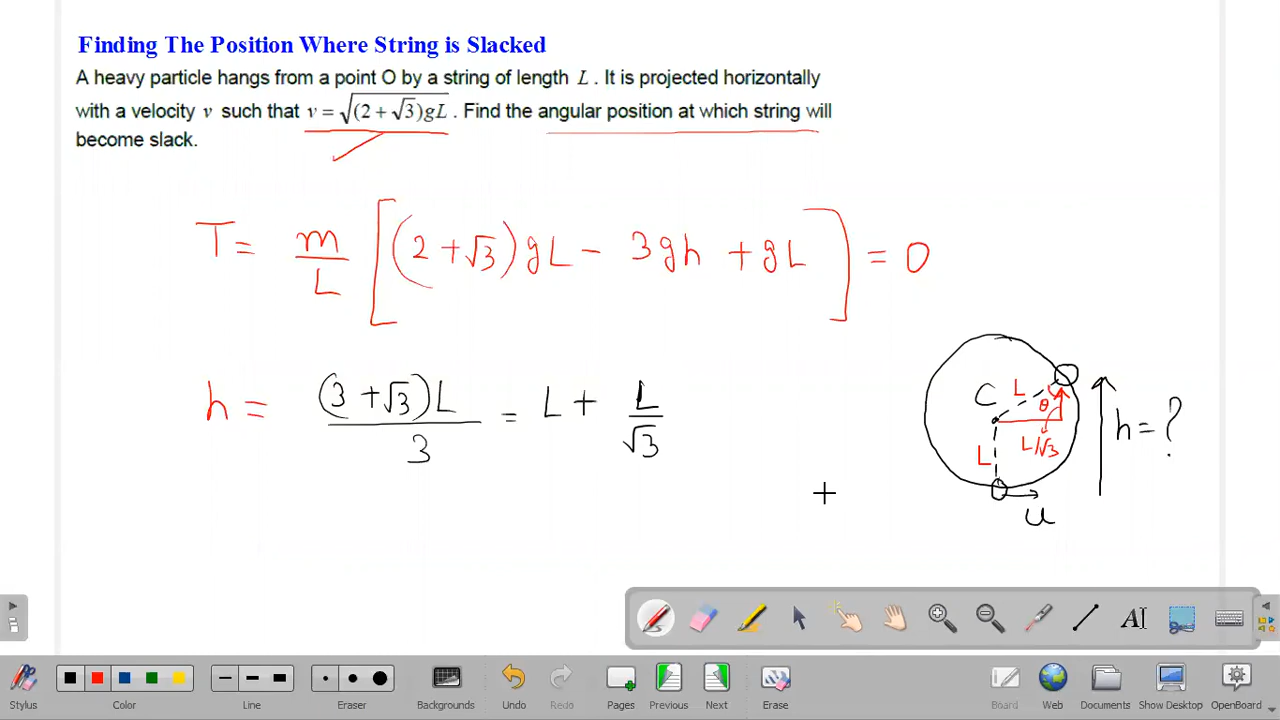 Finding The Position Where String is Slacked
A heavy particle hangs from a point O by a string of length L . It is projected horizontally
with a velocity v such that v = √(2 + √3)gL . Find the angular position at which string will
become slack.
T = m/L [(2 + √3) gL − 3gh + gL] = 0
h = (3 + √3)L / 3 = L + L/√3
C
L
θ
L/√3
L
h = ?
u
Stylus
Color
Line
Eraser
Backgrounds
Undo
Redo
Pages
Previous
Next
Erase
Board
Web
Documents
Show Desktop
OpenBoard